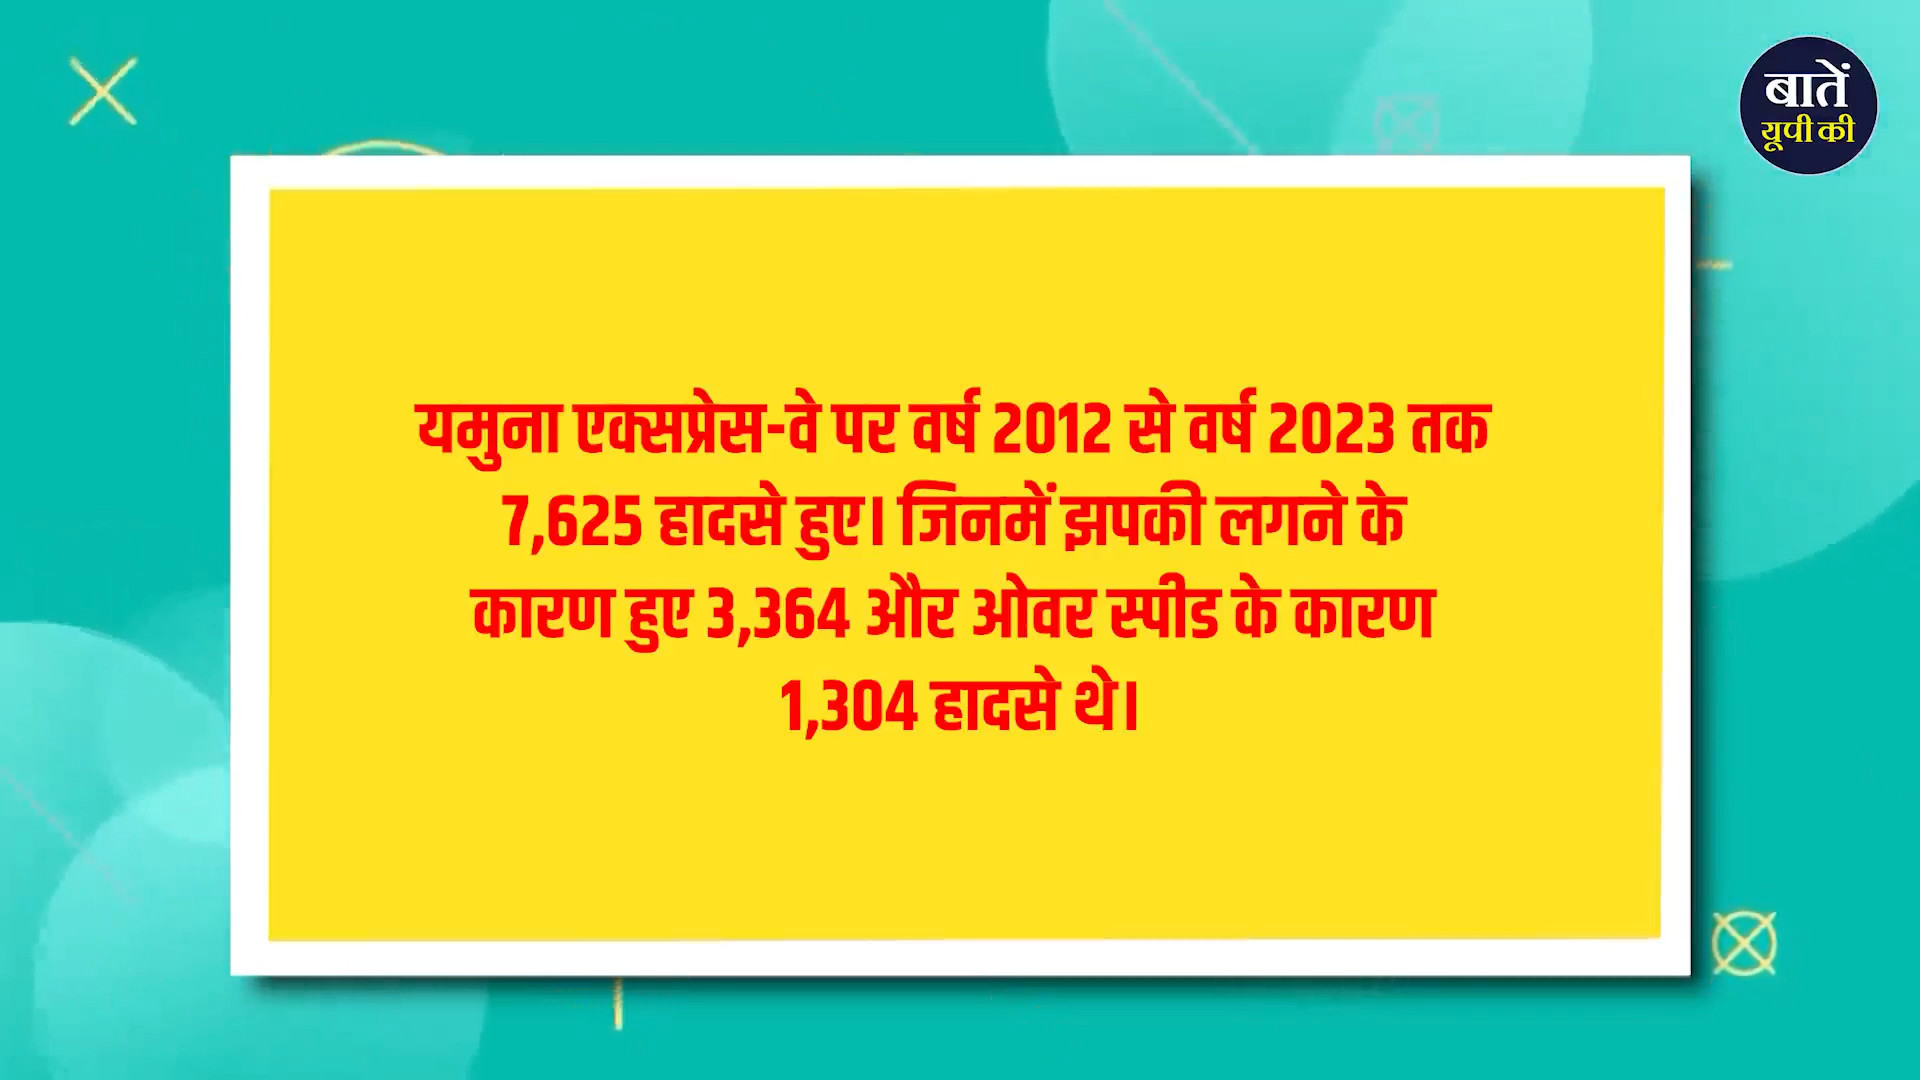 बातें
यूपी की
यमुना एक्सप्रेस-वे पर वर्ष 2012 से वर्ष 2023 तक
7,625 हादसे हुए। जिनमें झपकी लगने के
कारण हुए 3,364 और ओवर स्पीड के कारण
1,304 हादसे थे।